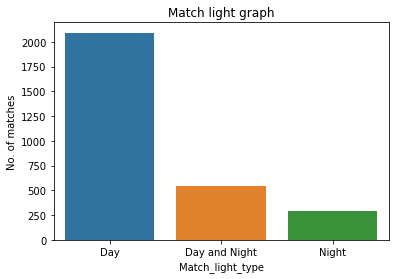 Match light graph
No. of matches
2000
1750
1500
1250
1000
750
500
250
0
Day
Day and Night
Night
Match_light_type